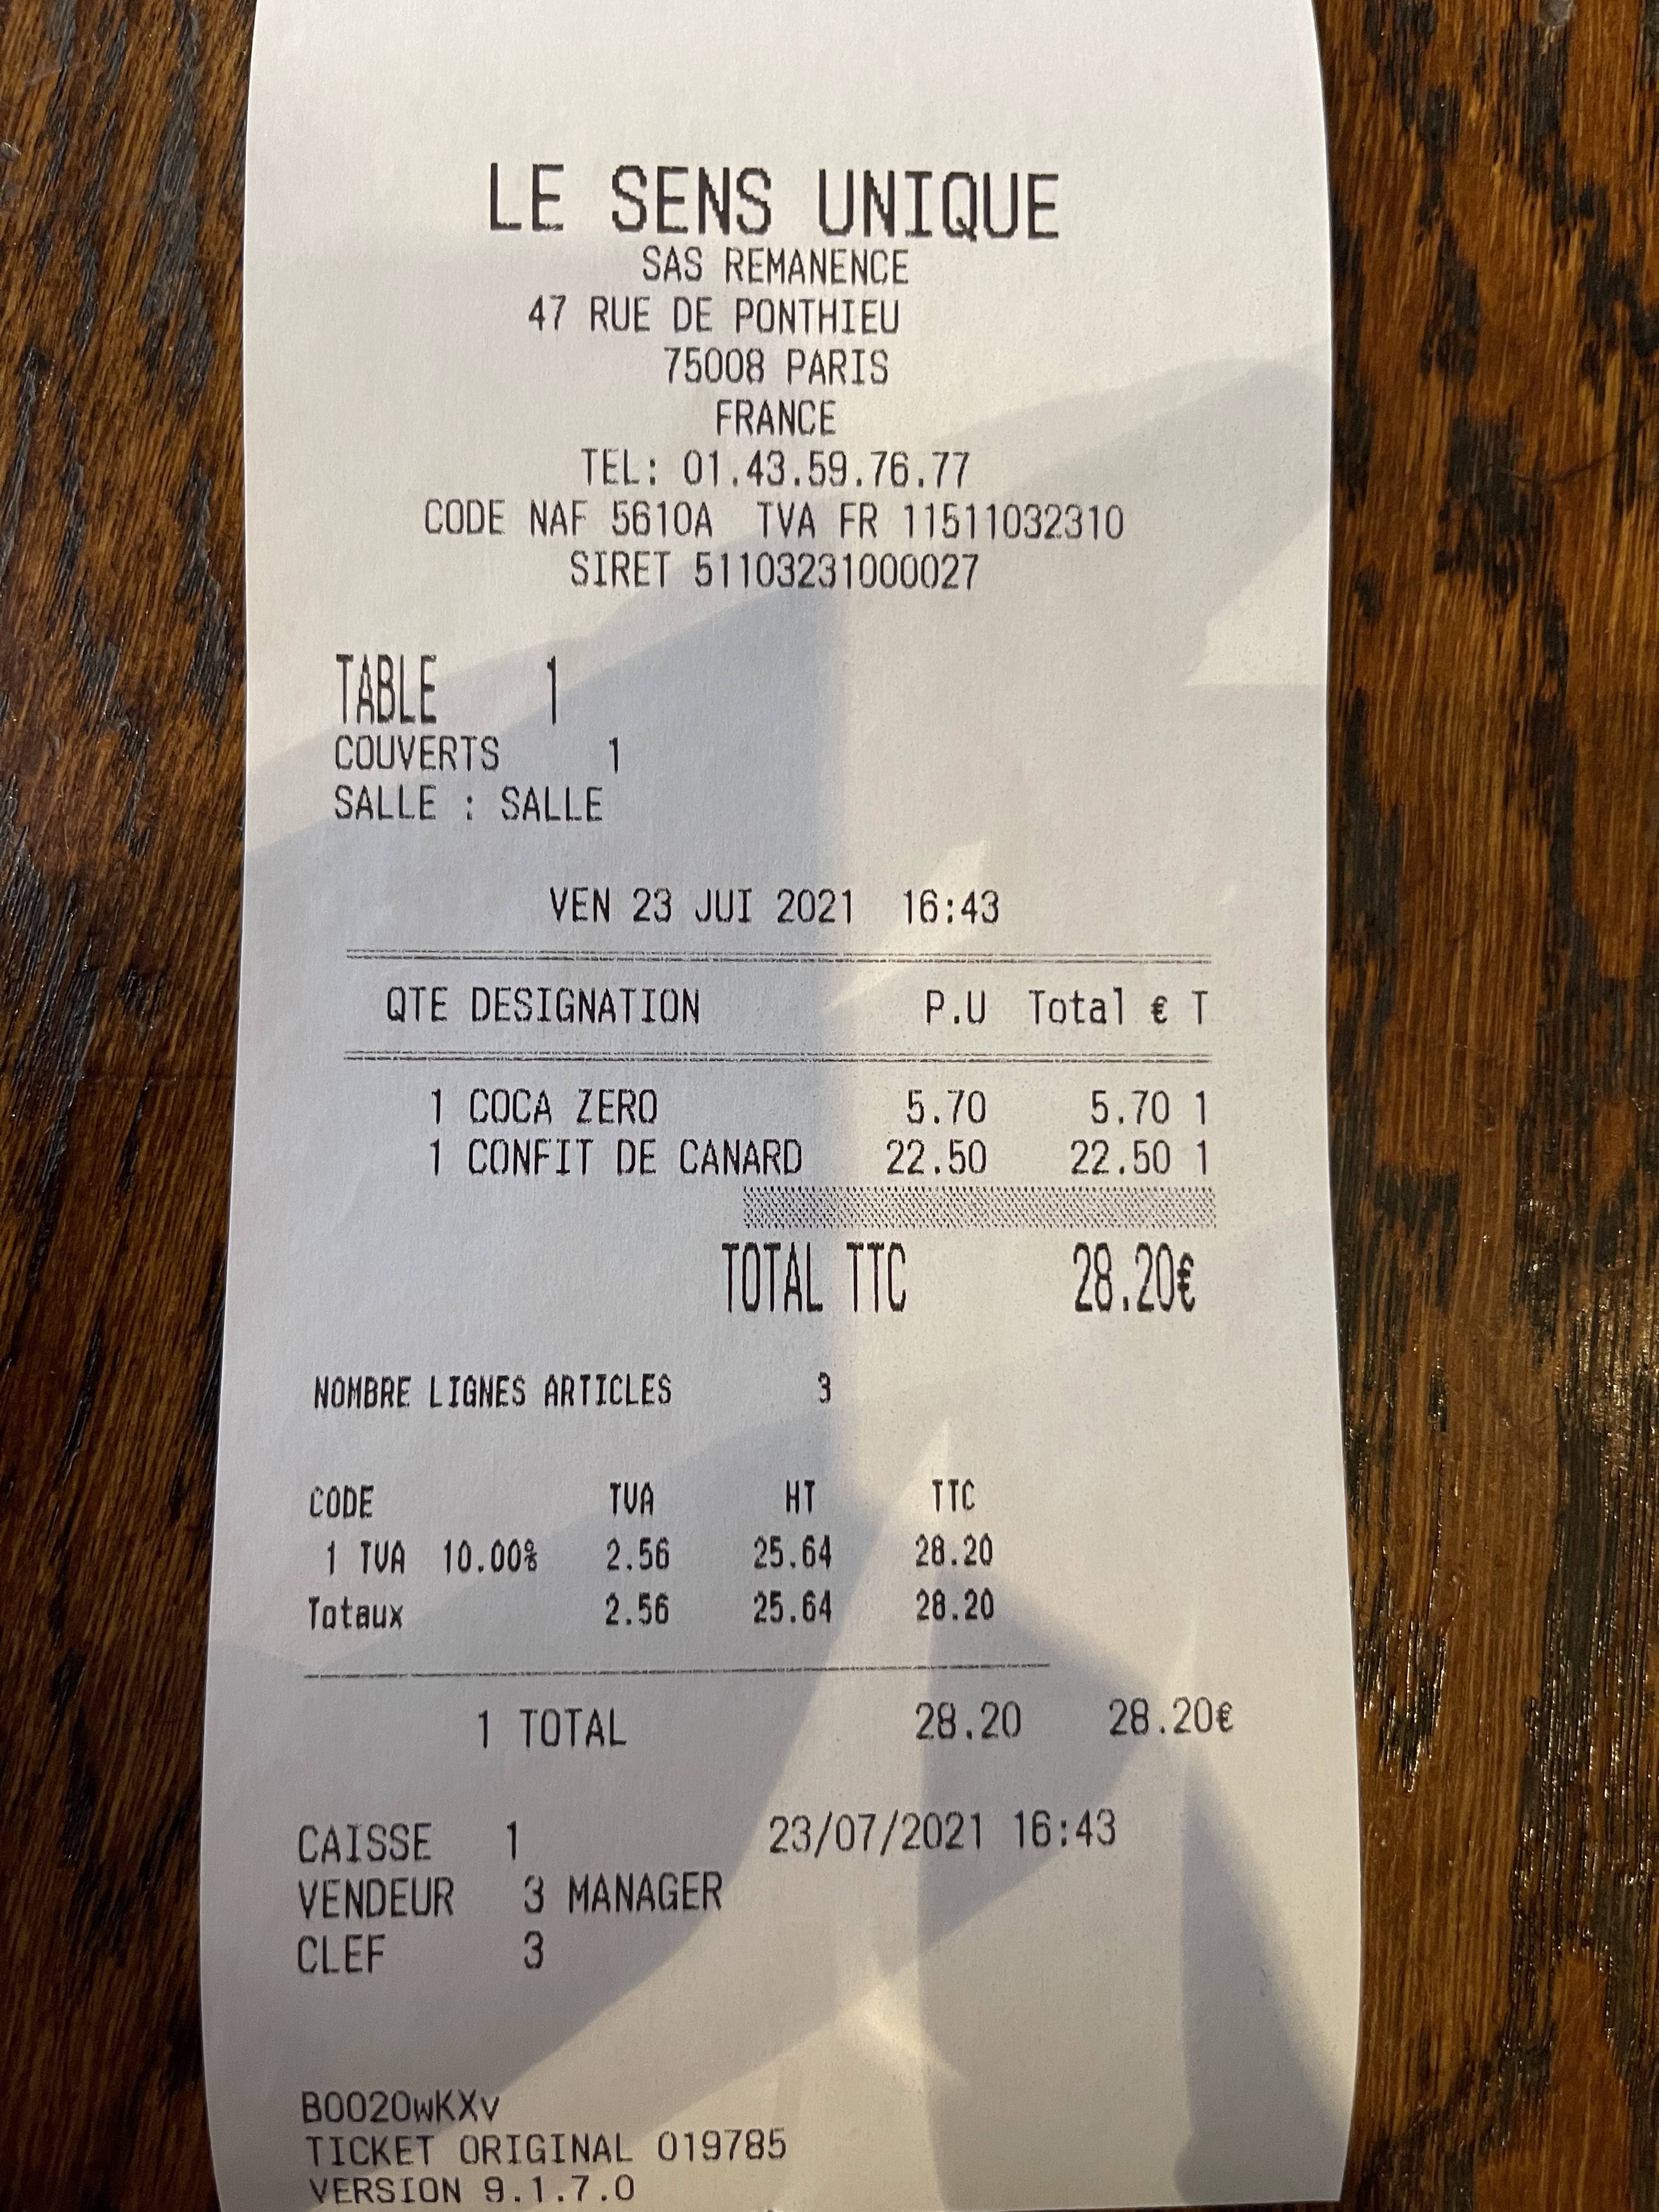 LE SENS UNIQUE
SAS REMANENCE
47 RUE DE PONTHIEU
75008 PARIS
FRANCE
TEL: 01.43.59.76.77
CODE NAF 5610A TVA FR 11511032310
SIRET 51103231000027
TABLE 1
COUVERTS 1
SALLE : SALLE
VEN 23 JUI 2021 16:43
QTE DESIGNATION P.U Total € T
1 COCA ZERO 5.70 5.70 1
1 CONFIT DE CANARD 22.50 22.50 1
TOTAL TTC 28.20€
NOMBRE LIGNES ARTICLES 3
CODE TVA HT TTC
1 TVA 10.00% 2.56 25.64 28.20
Totaux 2.56 25.64 28.20
1 TOTAL 28.20 28.20€
CAISSE 1 23/07/2021 16:43
VENDEUR 3 MANAGER
CLEF 3
B0020wKXv
TICKET ORIGINAL 019785
VERSION 9.1.7.0